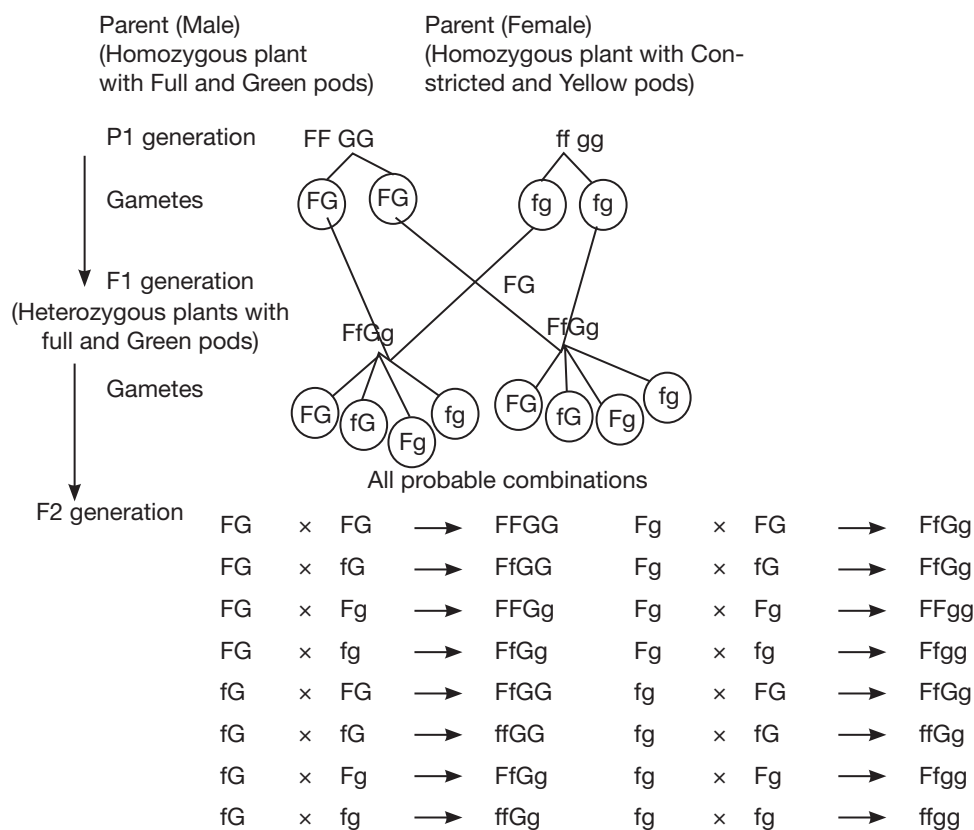 Parent (Male)
(Homozygous plant
with Full and Green pods)
Parent (Female)
(Homozygous plant with Con-
stricted and Yellow pods)
P1 generation
FF GG
ff gg
Gametes
FG
FG
fg
fg
F1 generation
FG
(Heterozygous plants with
full and Green pods)
FfGg
FfGg
Gametes
FG
fG
Fg
fg
FG
fG
Fg
fg
All probable combinations
F2 generation
FG × FG → FFGG Fg × FG → FfGg
FG × fG → FfGG Fg × fG → FfGg
FG × Fg → FFGg Fg × Fg → FFgg
FG × fg → FfGg Fg × fg → Ffgg
fG × FG → FfGG fg × FG → FfGg
fG × fG → ffGG fg × fG → ffGg
fG × Fg → FfGg fg × Fg → Ffgg
fG × fg → ffGg fg × fg → ffgg